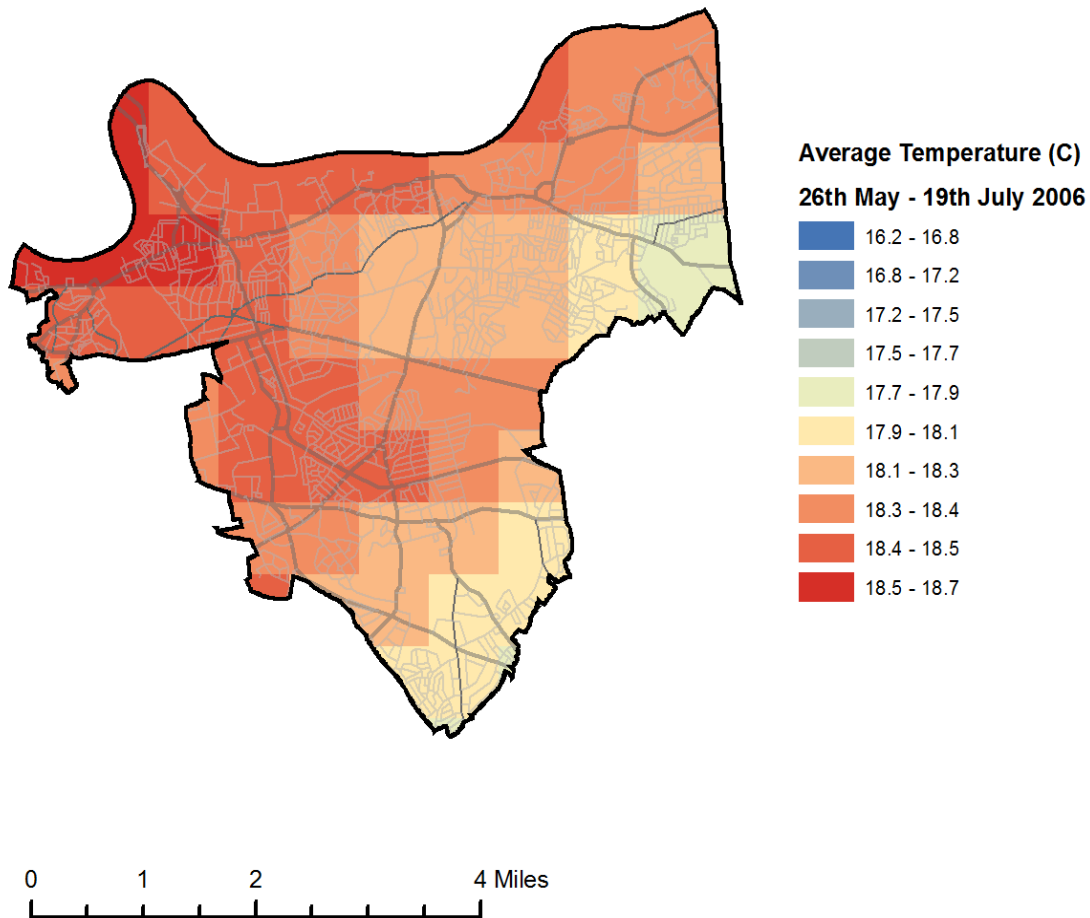 Average Temperature (C)
26th May - 19th July 2006
16.2 - 16.8
16.8 - 17.2
17.2 - 17.5
17.5 - 17.7
17.7 - 17.9
17.9 - 18.1
18.1 - 18.3
18.3 - 18.4
18.4 - 18.5
18.5 - 18.7
0 1 2 4 Miles